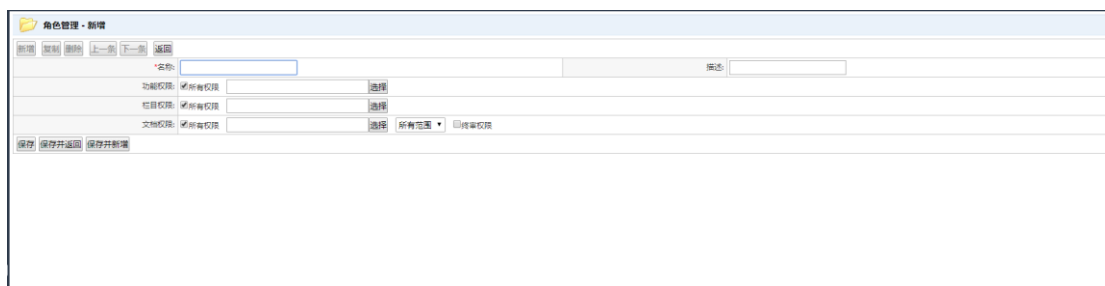 角色管理 - 新增
新增 复制 删除 上一条 下一条 返回
*名称: 描述:
功能权限: 所有权限 选择
栏目权限: 所有权限 选择
文档权限: 所有权限 选择 所有范围 终审权限
保存 保存并返回 保存并新增